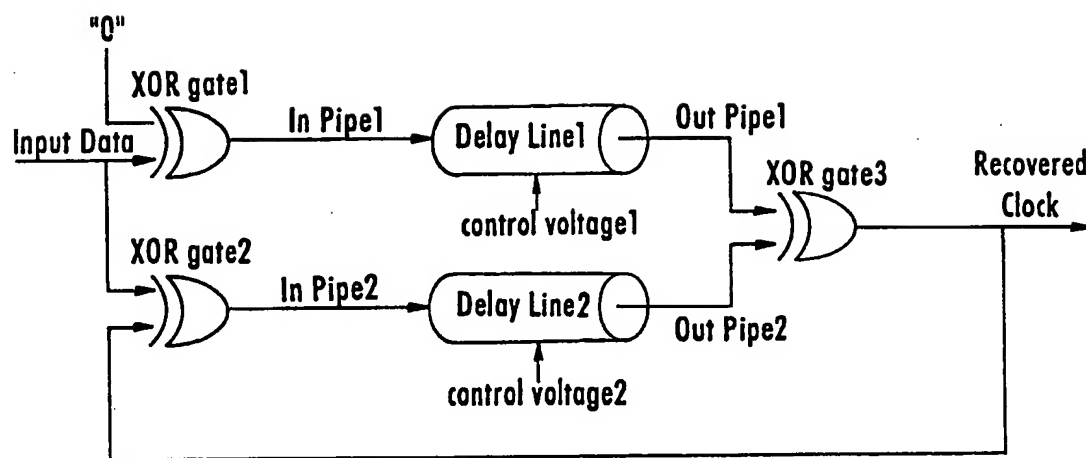 "0"
XOR gate1
Input Data
In Pipe1
Delay Line1
Out Pipe1
control voltage1
XOR gate3
Recovered
Clock
XOR gate2
In Pipe2
Delay Line2
Out Pipe2
control voltage2